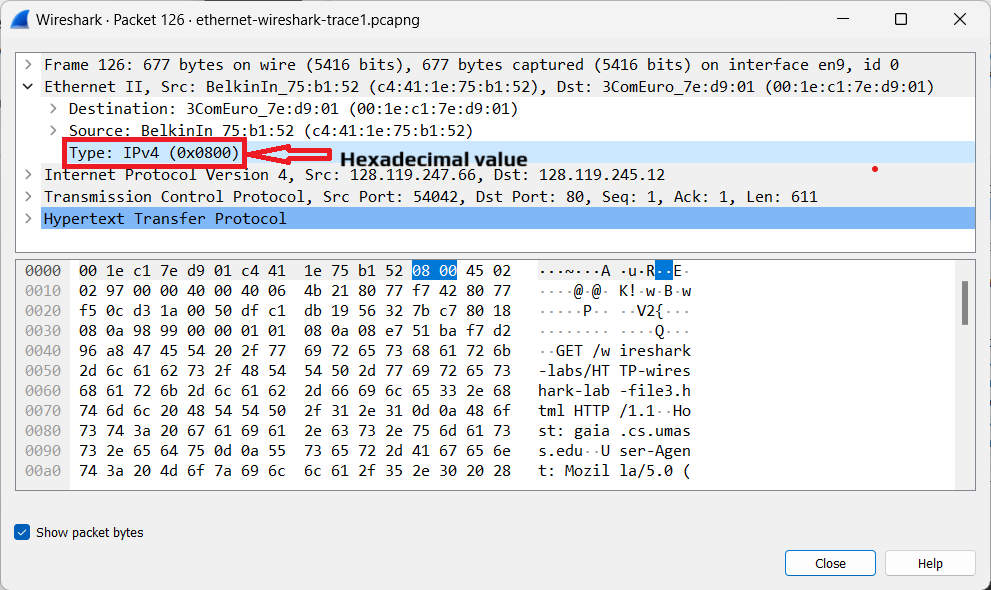 Wireshark · Packet 126 · ethernet-wireshark-trace1.pcapng
Frame 126: 677 bytes on wire (5416 bits), 677 bytes captured (5416 bits) on interface en9, id 0
Ethernet II, Src: BelkinIn_75:b1:52 (c4:41:1e:75:b1:52), Dst: 3ComEuro_7e:d9:01 (00:1e:c1:7e:d9:01)
Destination: 3ComEuro_7e:d9:01 (00:1e:c1:7e:d9:01)
Source: BelkinIn_75:b1:52 (c4:41:1e:75:b1:52)
Type: IPv4 (0x0800)
Hexadecimal value
Internet Protocol Version 4, Src: 128.119.247.66, Dst: 128.119.245.12
Transmission Control Protocol, Src Port: 54042, Dst Port: 80, Seq: 1, Ack: 1, Len: 611
Hypertext Transfer Protocol
0000 00 1e c1 7e d9 01 c4 41 1e 75 b1 52 08 00 45 02 ···~···A ·u·R··E·
0010 02 97 00 00 40 00 40 06 4b 21 80 77 f7 42 80 77 ····@·@· K!·w·B·w
0020 f5 0c d3 1a 00 50 df c1 db 19 56 32 7b c7 80 18 ·····P·· ··V2{···
0030 08 0a 98 99 00 00 01 01 08 0a 08 e7 51 ba f7 d2 ········ ····Q···
0040 96 a8 47 45 54 20 2f 77 69 72 65 73 68 61 72 6b ··GET /w ireshark
0050 2d 6c 61 62 73 2f 48 54 54 50 2d 77 69 72 65 73 -labs/HT TP-wires
0060 68 61 72 6b 2d 6c 61 62 2d 66 69 6c 65 33 2e 68 hark-lab -file3.h
0070 74 6d 6c 20 48 54 54 50 2f 31 2e 31 0d 0a 48 6f tml HTTP /1.1··Ho
0080 73 74 3a 20 67 61 69 61 2e 63 73 2e 75 6d 61 73 st: gaia .cs.umas
0090 73 2e 65 64 75 0d 0a 55 73 65 72 2d 41 67 65 6e s.edu··U ser-Agen
00a0 74 3a 20 4d 6f 7a 69 6c 6c 61 2f 35 2e 30 20 28 t: Mozil la/5.0 (
Show packet bytes
Close
Help